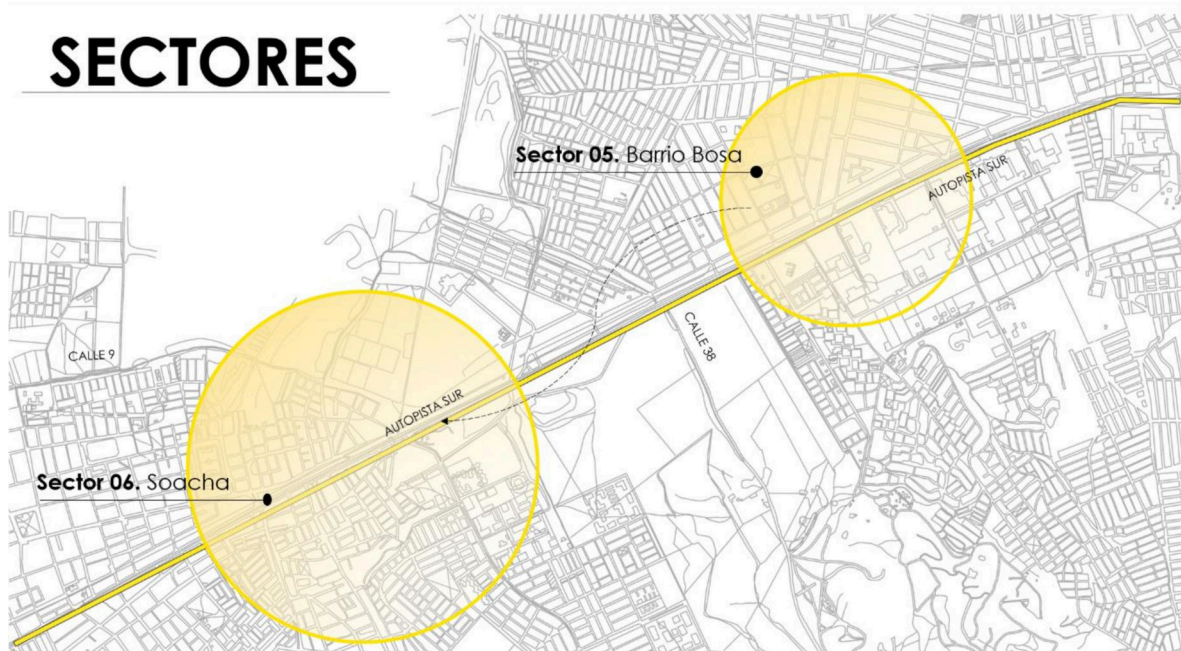 SECTORES
Sector 05. Barrio Bosa
AUTOPISTA SUR
CALLE 38
CALLE 9
AUTOPISTA SUR
Sector 06. Soacha